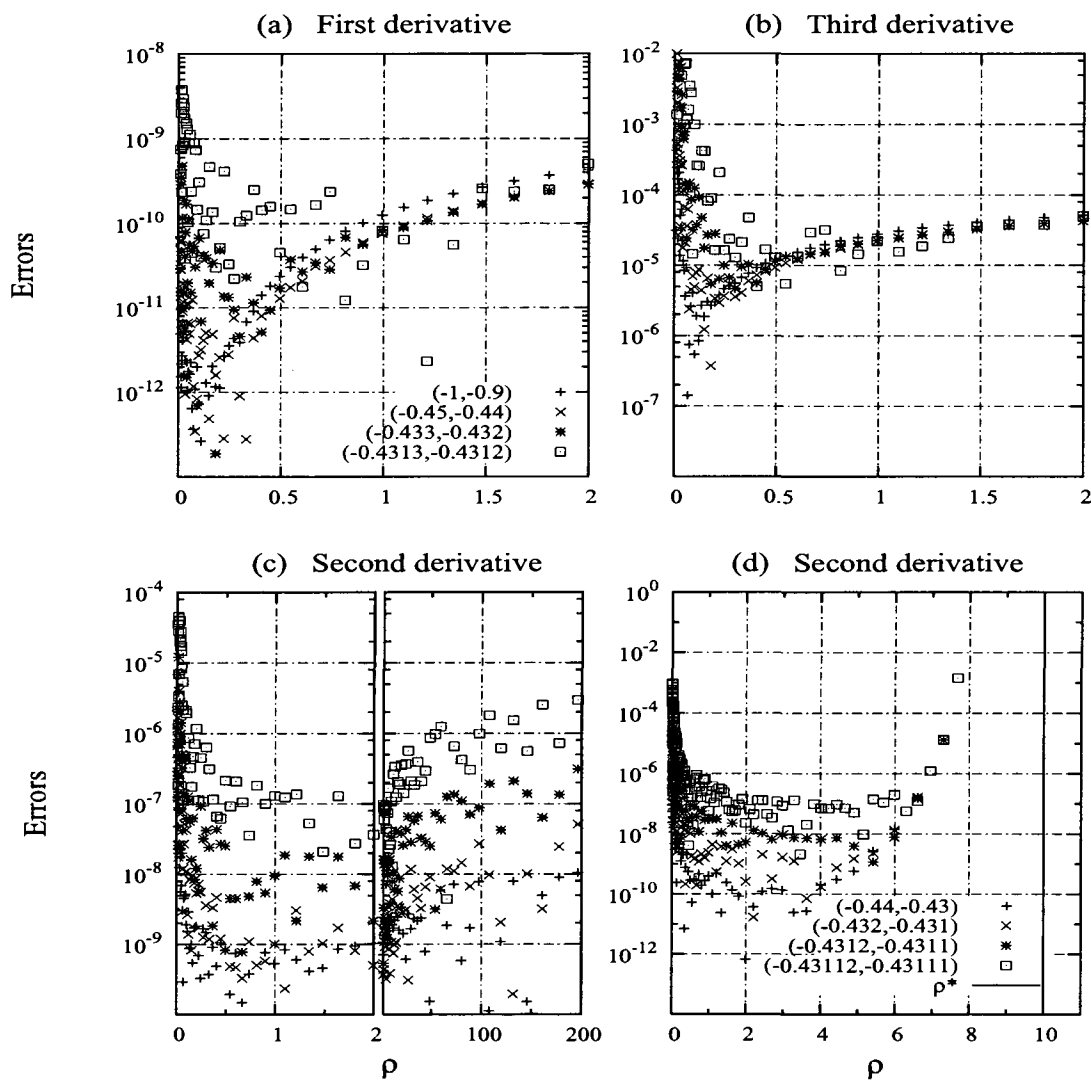 (a) First derivative
(b) Third derivative
Errors
10^-8
10^-9
10^-10
10^-11
10^-12
(-1,-0.9) +
(-0.45,-0.44) ×
(-0.433,-0.432) ✱
(-0.4313,-0.4312) ⊡
0 0.5 1 1.5 2
10^-2
10^-3
10^-4
10^-5
10^-6
10^-7
0 0.5 1 1.5 2
(c) Second derivative
(d) Second derivative
Errors
10^-4
10^-5
10^-6
10^-7
10^-8
10^-9
0 1 2 100 200
ρ
10^0
10^-2
10^-4
10^-6
10^-8
10^-10
10^-12
(-0.44,-0.43) +
(-0.432,-0.431) ×
(-0.4312,-0.4311) ✱
(-0.43112,-0.43111) ⊡
ρ*
0 2 4 6 8 10
ρ